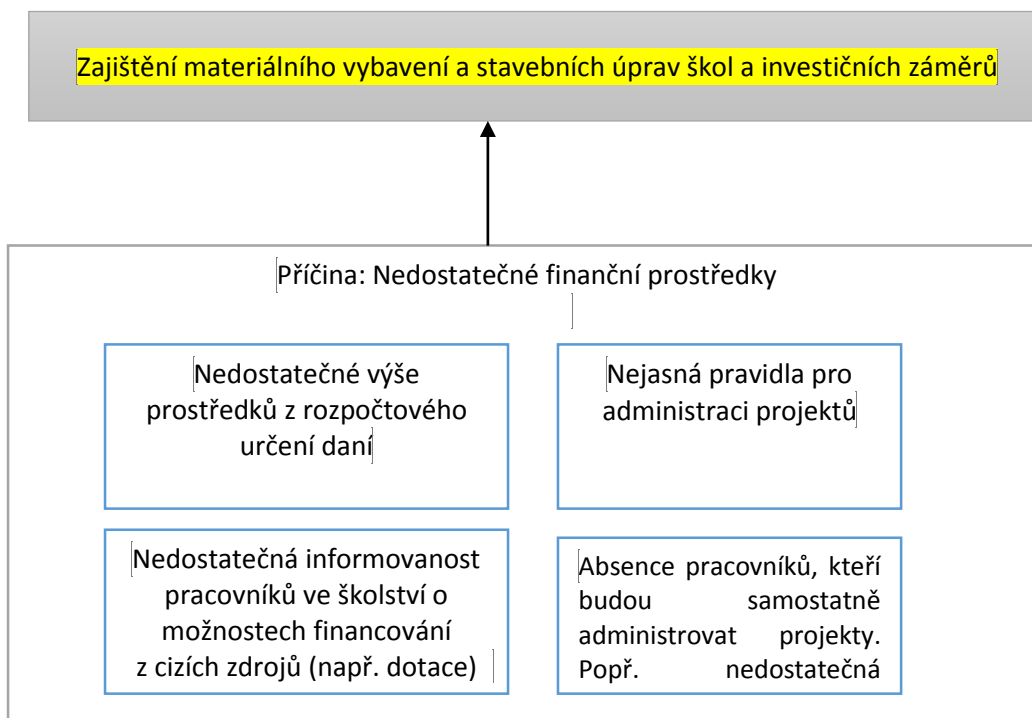 Zajištění materiálního vybavení a stavebních úprav škol a investičních záměrů
Příčina: Nedostatečné finanční prostředky
Nedostatečné výše
prostředků z rozpočtového
určení daní
Nejasná pravidla pro
administraci projektů
Nedostatečná informovanost
pracovníků ve školství o
možnostech financování
z cizích zdrojů (např. dotace)
Absence pracovníků, kteří
budou samostatně
administrovat projekty.
Popř. nedostatečná